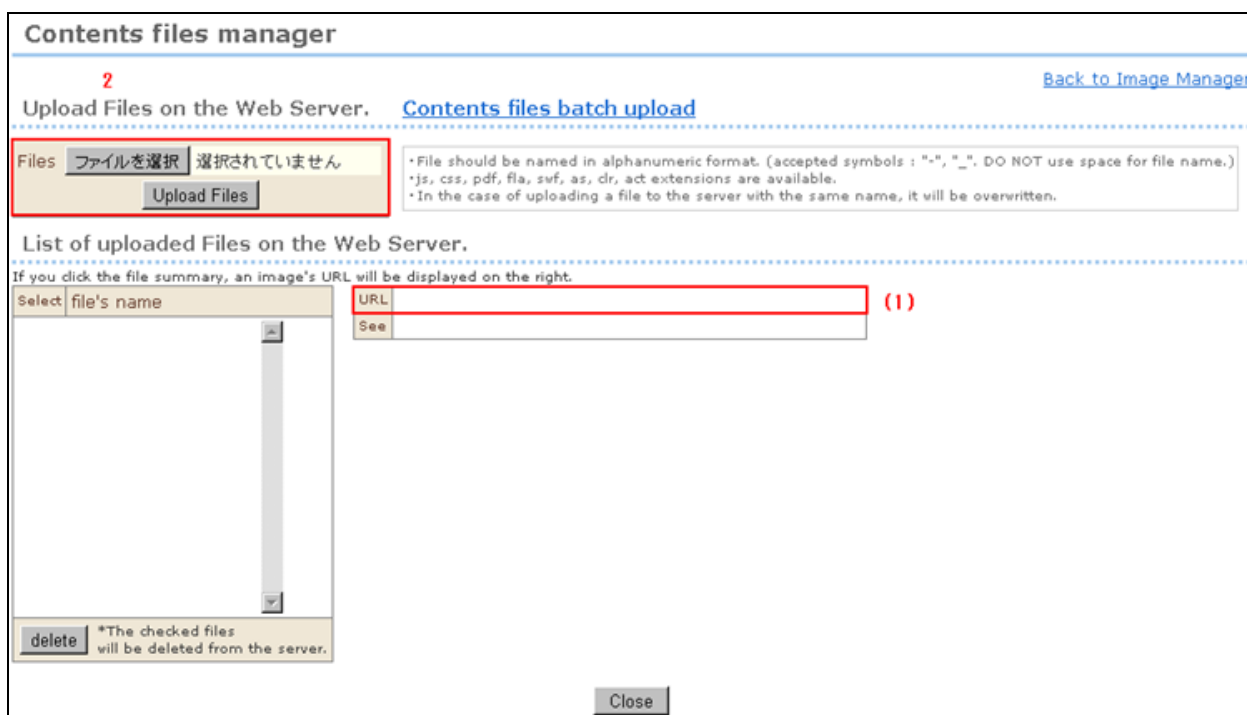 Contents files manager
2
Back to Image Manager
Upload Files on the Web Server.
Contents files batch upload
Files ファイルを選択 選択されていません
Upload Files
・File should be named in alphanumeric format. (accepted symbols : "-", "_". DO NOT use space for file name.)
・js, css, pdf, fla, swf, as, clr, act extensions are available.
・In the case of uploading a file to the server with the same name, it will be overwritten.
List of uploaded Files on the Web Server.
If you click the file summary, an image's URL will be displayed on the right.
Select file's name
URL
(1)
See
delete
*The checked files
will be deleted from the server.
Close